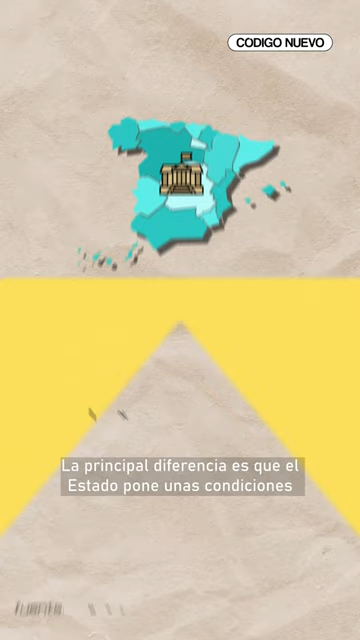 CODIGO NUEVO
La principal diferencia es que el
Estado pone unas condiciones